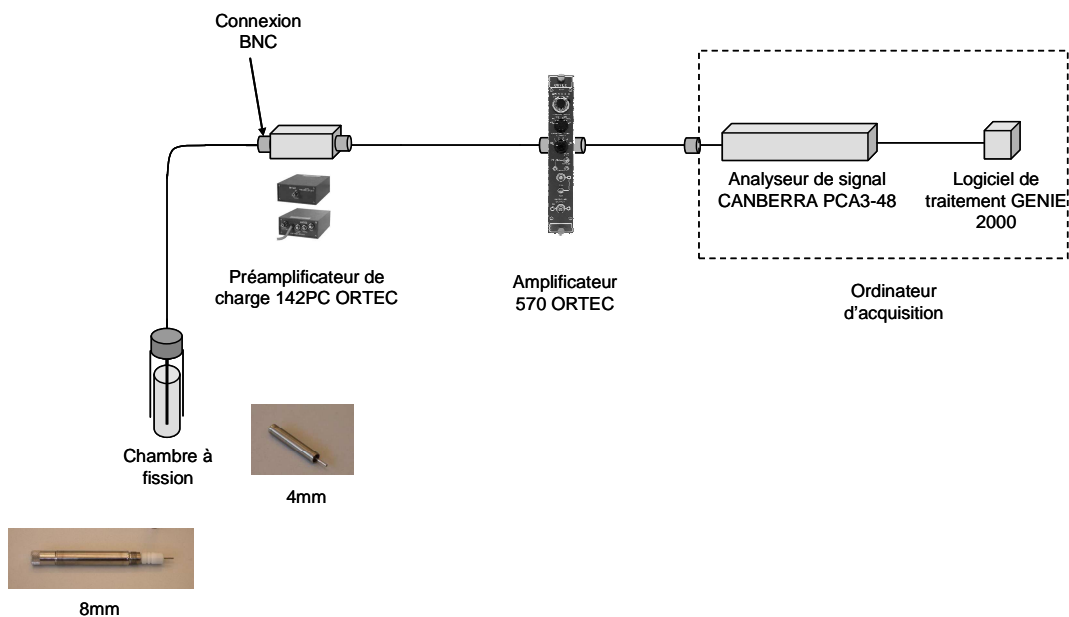 Connexion
BNC
Analyseur de signal
CANBERRA PCA3-48
Logiciel de
traitement GENIE
2000
Préamplificateur de
charge 142PC ORTEC
Amplificateur
570 ORTEC
Ordinateur
d'acquisition
Chambre à
fission
4mm
8mm